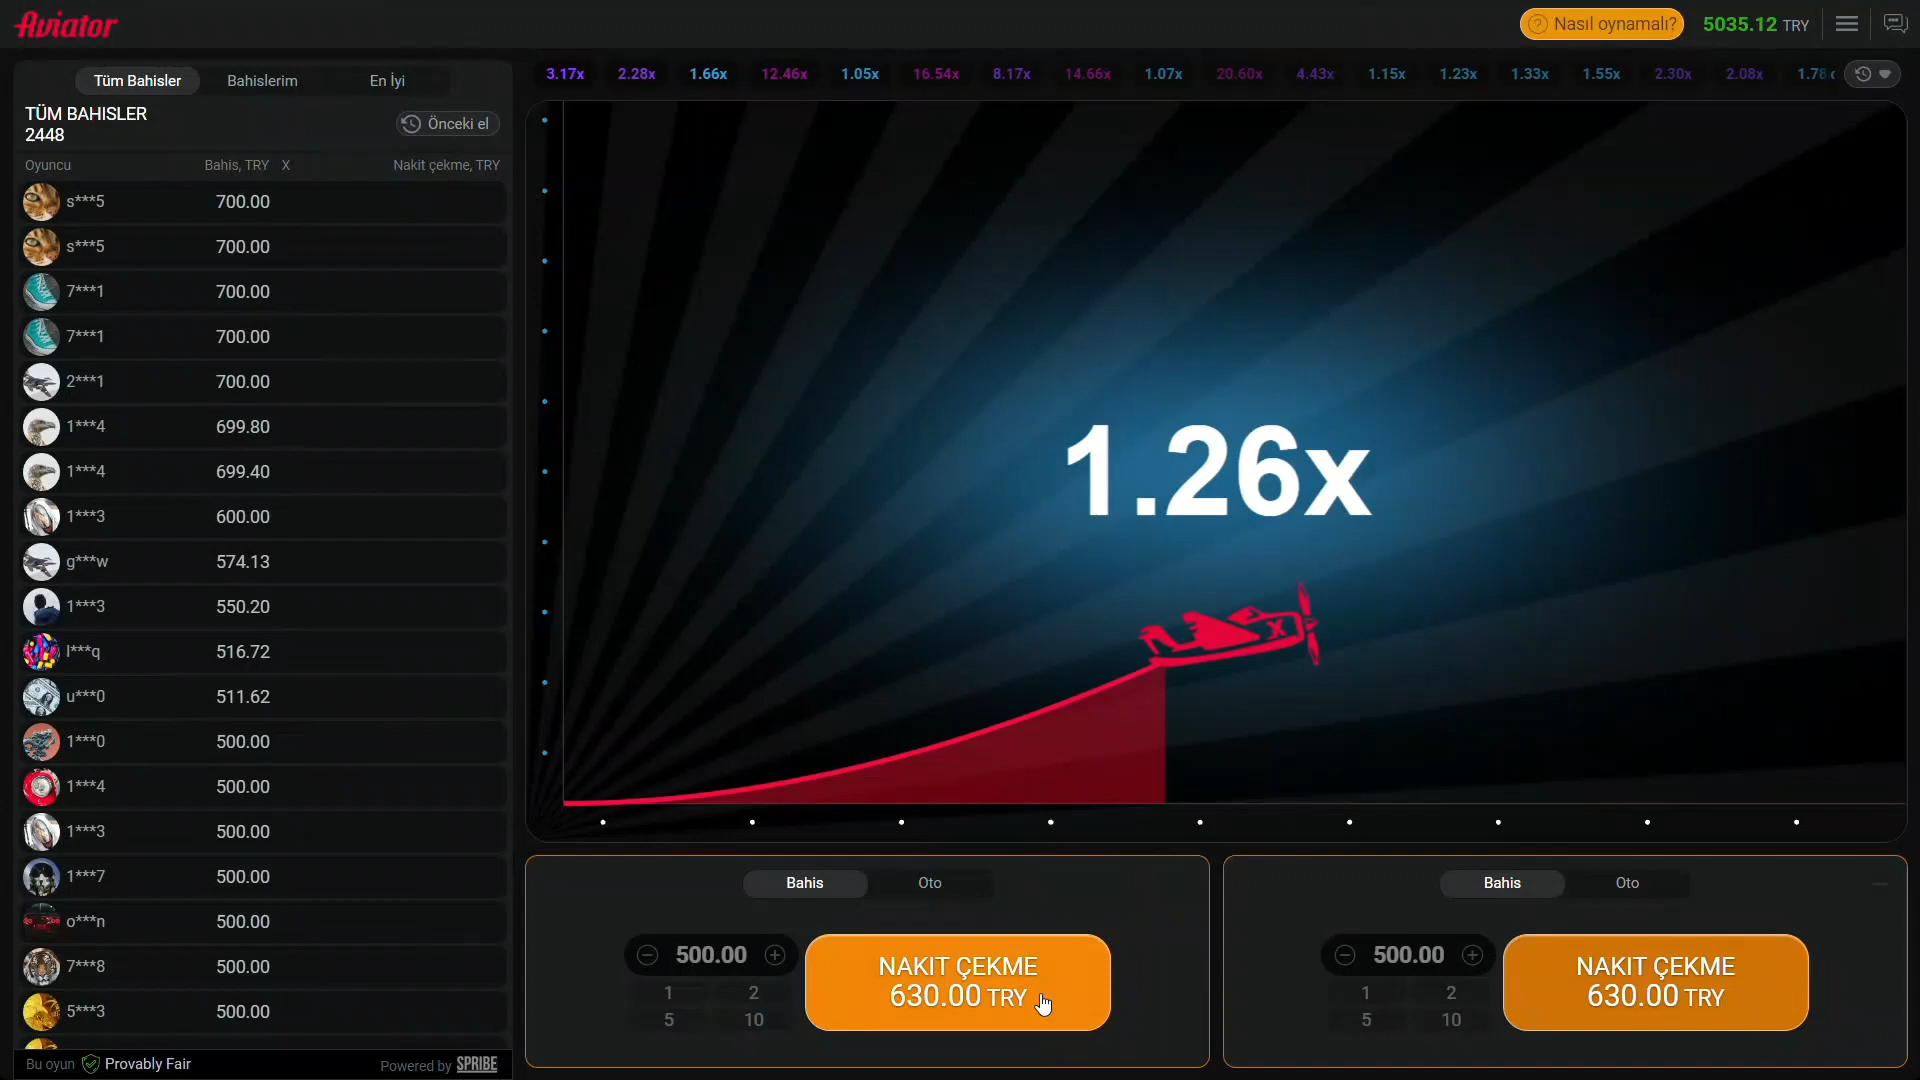 Aviator
Nasıl oynamalı?
5035.12 TRY
Tüm Bahisler
Bahislerim
En İyi
3.17x 2.28x 1.66x 12.46x 1.05x 16.54x 8.17x 14.66x 1.07x 20.60x 4.43x 1.15x 1.23x 1.33x 1.55x 2.30x 2.08x 1.78
TÜM BAHISLER
2448
Önceki el
Oyuncu Bahis, TRY X Nakit çekme, TRY
s***5 700.00
s***5 700.00
7***1 700.00
7***1 700.00
2***1 700.00
1***4 699.80
1***4 699.40
1***3 600.00
g***w 574.13
1***3 550.20
l***q 516.72
u***0 511.62
1***0 500.00
1***4 500.00
1***3 500.00
1***7 500.00
o***n 500.00
7***8 500.00
5***3 500.00
Bu oyun Provably Fair
Powered by SPRIBE
1.26x
X
Bahis Oto
500.00
1 2
5 10
NAKIT ÇEKME
630.00 TRY
Bahis Oto
500.00
1 2
5 10
NAKIT ÇEKME
630.00 TRY